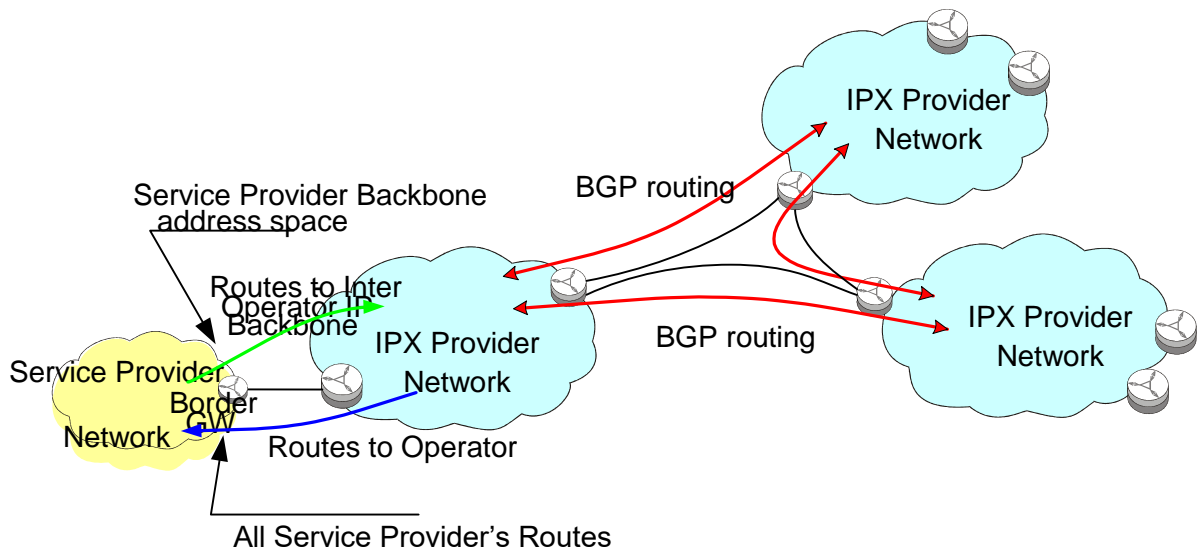 IPX Provider
Network
BGP routing
Service Provider Backbone
address space
Routes to Inter
Operator IP
Backbone
IPX Provider
Network
BGP routing
IPX Provider
Network
Service Provider
Network
Border
GW
Routes to Operator
All Service Provider’s Routes